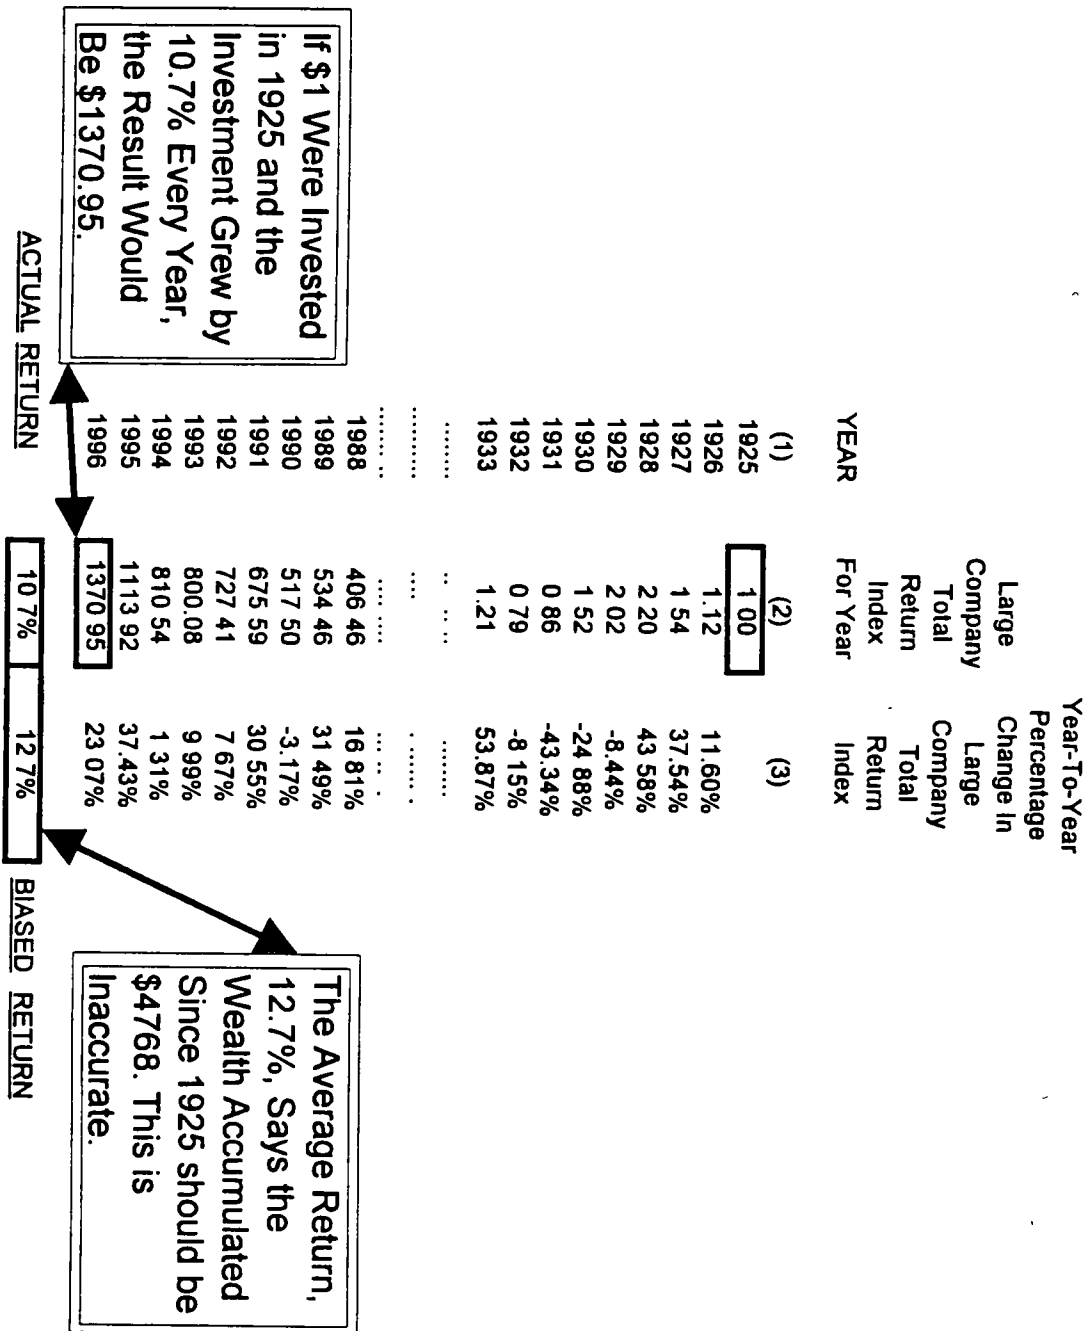 Year-To-Year
Percentage
Large Change In
Company Large
Total Company
Return Total
Index Return
YEAR For Year Index
(1) (2) (3)
1925 1 00
1926 1.12 11.60%
1927 1 54 37.54%
1928 2 20 43 58%
1929 2 02 -8.44%
1930 1 52 -24 88%
1931 0 86 -43.34%
1932 0 79 -8 15%
1933 1.21 53.87%
........ .. .. .. ........
.......... .... . ...... .
....... .. .... .... ... .. .
1988 406 46 16 81%
1989 534 46 31 49%
1990 517 50 -3.17%
1991 675 59 30 55%
1992 727 41 7 67%
1993 800.08 9 99%
1994 810 54 1 31%
1995 1113 92 37.43%
1996 1370 95 23 07%
10 7% 12 7%
If $1 Were Invested
in 1925 and the
Investment Grew by
10.7% Every Year,
the Result Would
Be $1370.95.
ACTUAL RETURN
The Average Return,
12.7%, Says the
Wealth Accumulated
Since 1925 should be
$4768. This is
Inaccurate.
BIASED RETURN